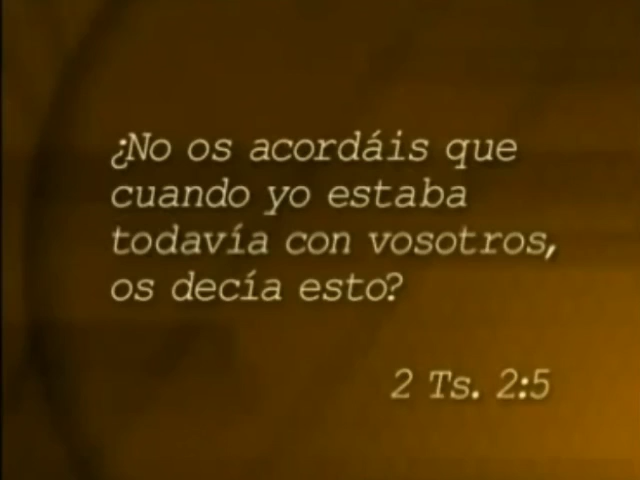 ¿No os acordáis que
cuando yo estaba
todavía con vosotros,
os decía esto?
2 Ts. 2:5